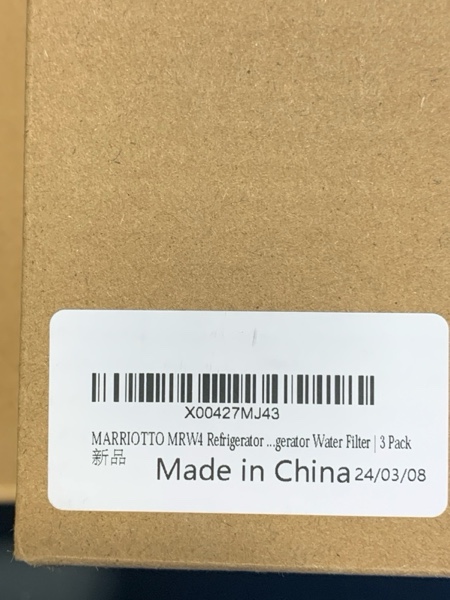 X00427MJ43
MARRIOTTO MRW4 Refrigerator ...gerator Water Filter | 3 Pack
新品
Made in China 24/03/08